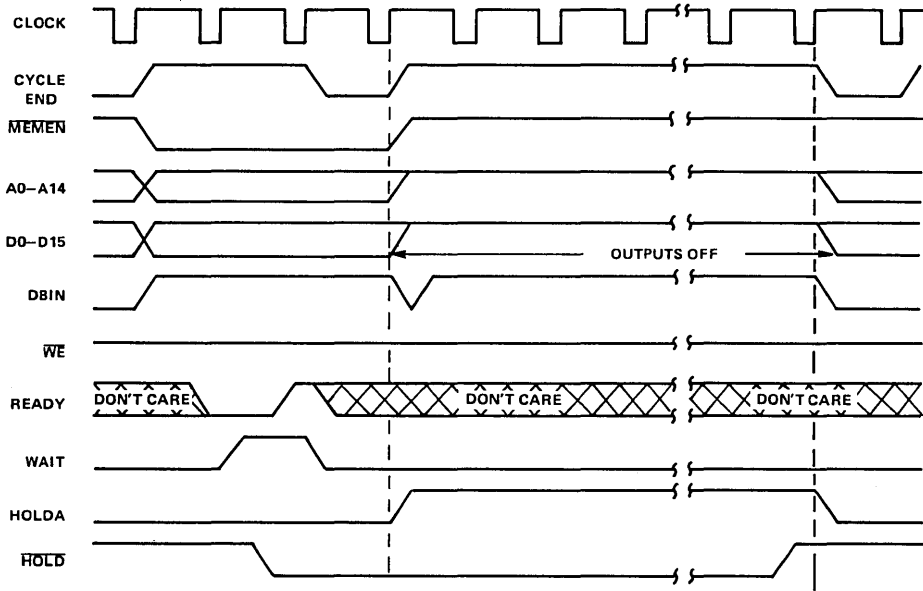 CLOCK
CYCLE
END
MEMEN
A0–A14
D0–D15
OUTPUTS OFF
DBIN
WE
READY
DON'T CARE
DON'T CARE
DON'T CARE
WAIT
HOLDA
HOLD